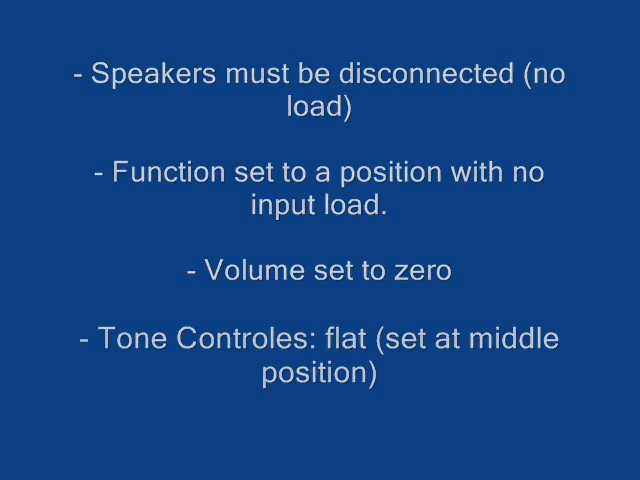 - Speakers must be disconnected (no
load)
- Function set to a position with no
input load.
- Volume set to zero
- Tone Controles: flat (set at middle
position)